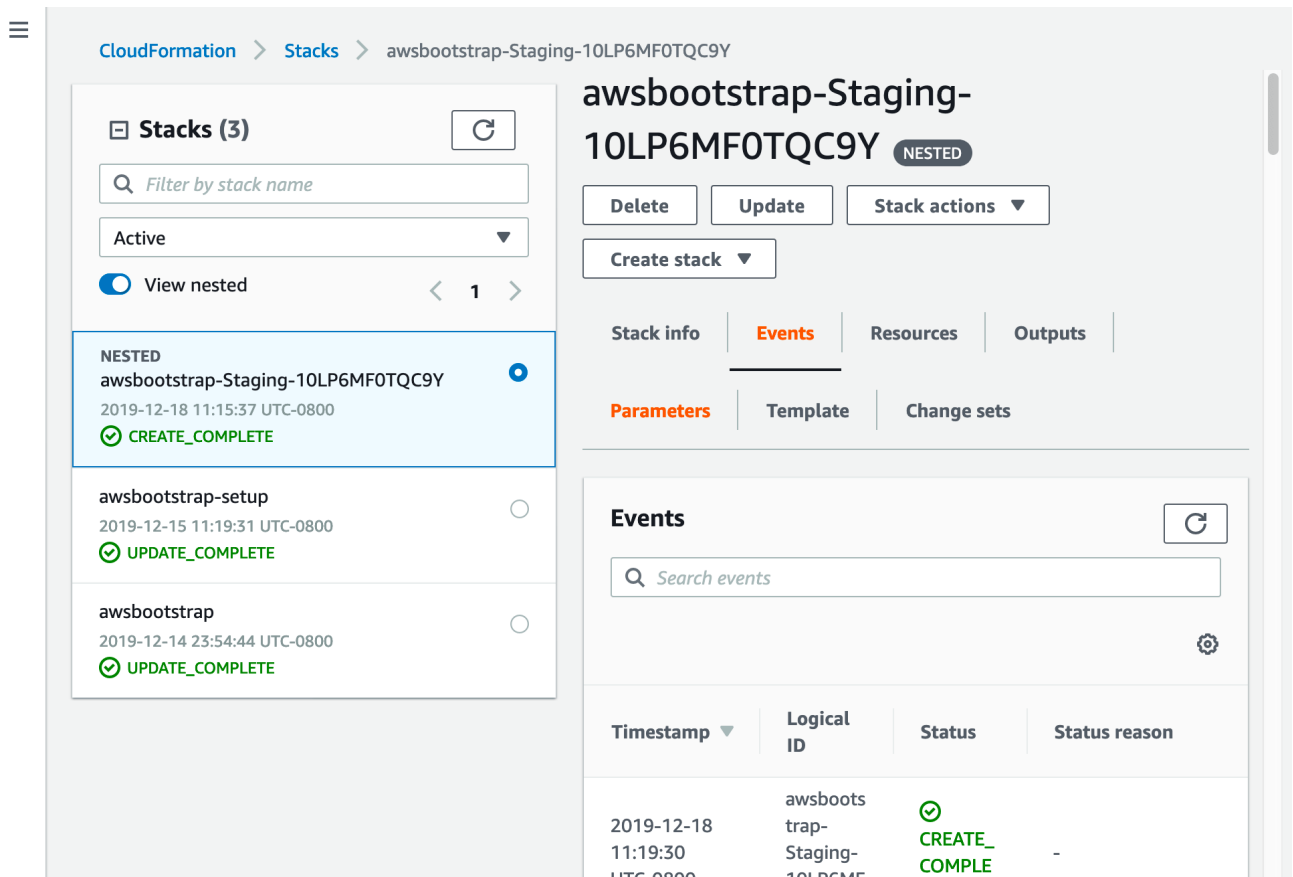 CloudFormation > Stacks > awsbootstrap-Staging-10LP6MF0TQC9Y
Stacks (3)
Filter by stack name
Active
View nested
1
NESTED
awsbootstrap-Staging-10LP6MF0TQC9Y
2019-12-18 11:15:37 UTC-0800
CREATE_COMPLETE
awsbootstrap-setup
2019-12-15 11:19:31 UTC-0800
UPDATE_COMPLETE
awsbootstrap
2019-12-14 23:54:44 UTC-0800
UPDATE_COMPLETE
awsbootstrap-Staging-
10LP6MF0TQC9Y NESTED
Delete Update Stack actions
Create stack
Stack info Events Resources Outputs
Parameters Template Change sets
Events
Search events
Timestamp Logical ID Status Status reason
2019-12-18
11:19:30
UTC-0800
awsboots
trap-
Staging-
10LP6MF
CREATE_
COMPLE
-